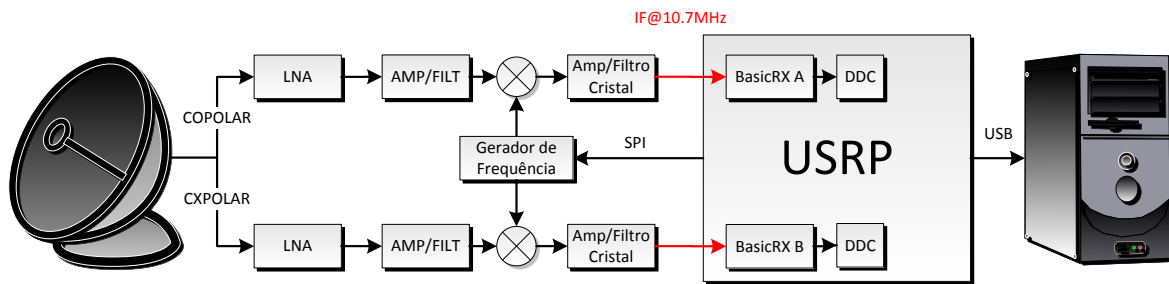 IF@10.7MHz
LNA
AMP/FILT
Amp/Filtro
Cristal
BasicRX A
DDC
COPOLAR
Gerador de
Frequência
SPI
USRP
USB
CXPOLAR
LNA
AMP/FILT
Amp/Filtro
Cristal
BasicRX B
DDC